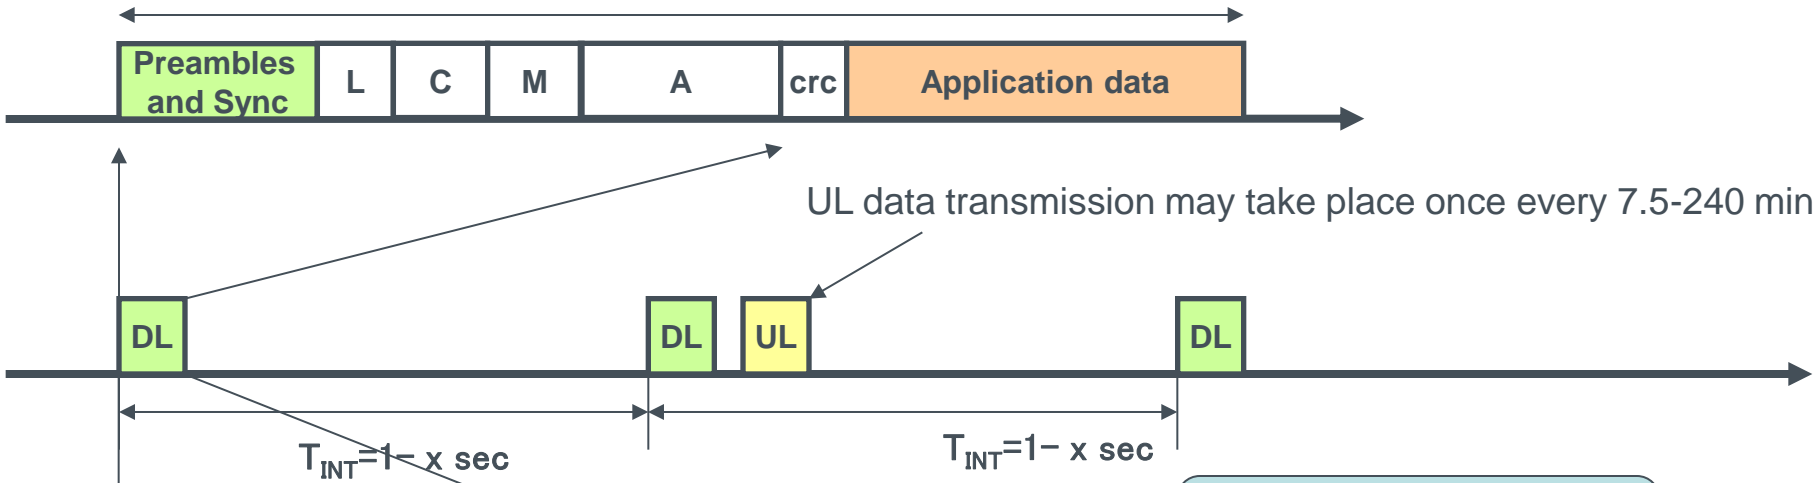 Preambles
and Sync
L
C
M
A
crc
Application data
UL data transmission may take place once every 7.5-240 min
DL
DL
UL
DL
TINT=1- x sec
TINT=1- x sec